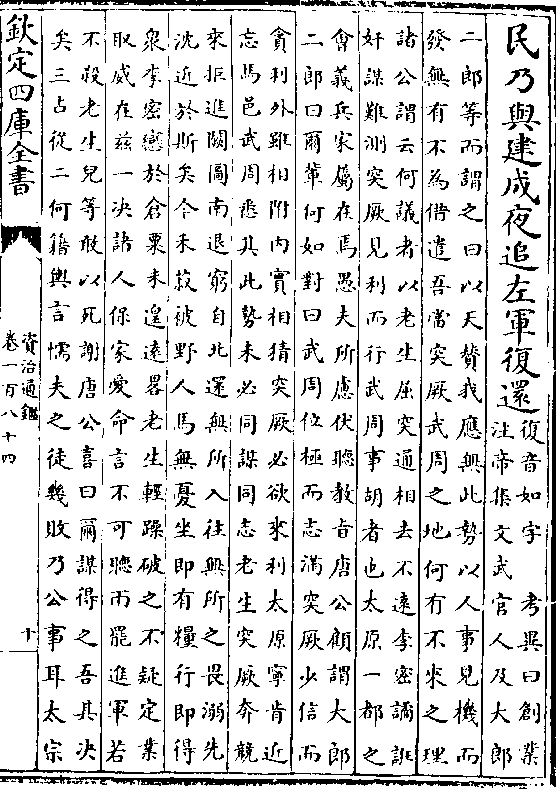 民乃與建成夜追左軍復還
復音如字　考異曰創業
注帝集文武官人及大郎
二郎等而謂之曰以天贊我應無此勢以人事見機而
發無有不為借遣吾當突厥武周之地何有不來之理
諸公謂云何議者以老生屈突通相去不遠李密譎誑
奸謀難測突厥見利而行武周事胡者也太原一都之
會義兵家屬在焉愚夫所慮伏聽教旨唐公顧謂大郎
二郎曰爾輩何如對曰武周位極而志滿突厥少信而
貪利外雖相附内實相猜突厥必欲來利太原寧肯近
忘馬邑武周悉其此勢未必同謀同志老生突厥奔競
來拒進闕圖南退窮自北還無所入往無所之畏溺先
沈近於斯矣今禾菽被野人馬無憂坐即有糧行即得
衆李密戀於倉粟未遑遠畧老生輕躁破之不疑定業
取威在茲一决諸人保家愛命言不可聽雨罷進軍若
不殺老生兒等敢以死謝唐公喜曰爾謀得之吾其决
矣三占從二何籍輿言懦夫之徒幾敗乃公事耳太宗
欽定四庫全書
資治通鑑
卷一百八十四
十